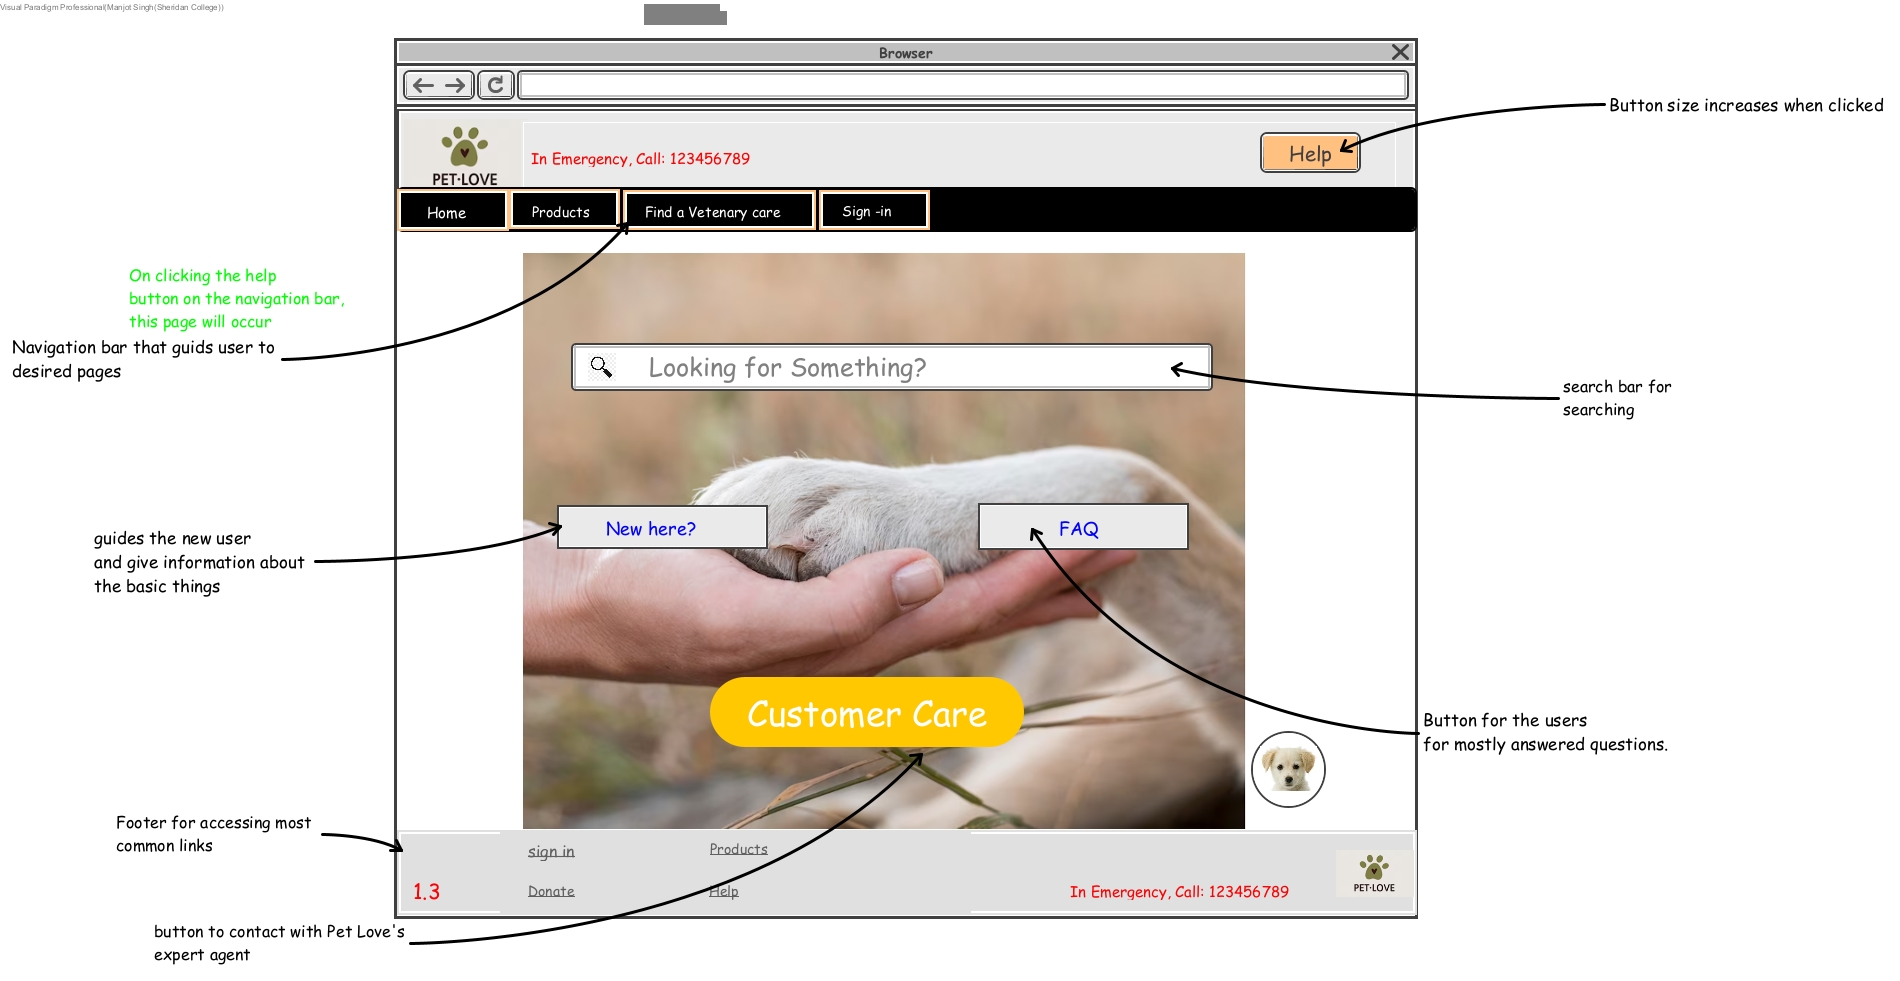 Visual Paradigm Professional(Manjot Singh(Sheridan College))
Browser
Button size increases when clicked
PET·LOVE
In Emergency, Call: 123456789
Help
Home
Products
Find a Vetenary care
Sign -in
On clicking the help
button on the navigation bar,
this page will occur
Navigation bar that guids user to
desired pages
Looking for Something?
search bar for
searching
New here?
FAQ
guides the new user
and give information about
the basic things
Customer Care
Button for the users
for mostly answered questions.
Footer for accessing most
common links
sign in
Products
1.3
Donate
Help
In Emergency, Call: 123456789
PET·LOVE
button to contact with Pet Love's
expert agent